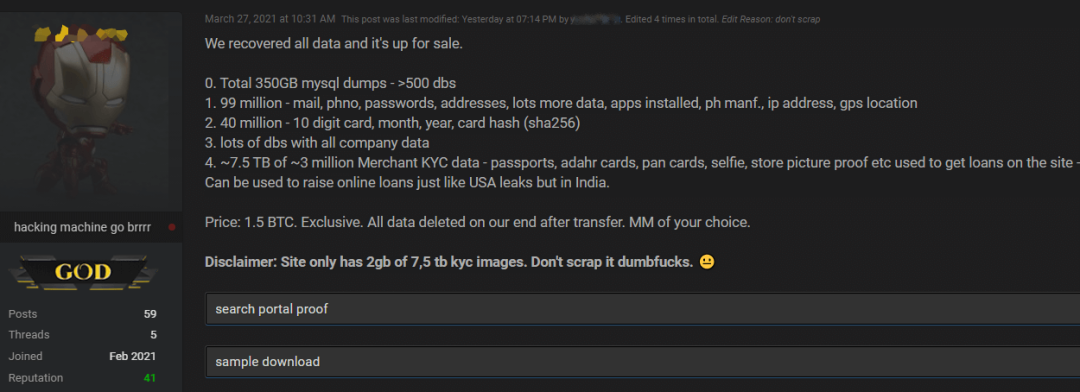 March 27, 2021 at 10:31 AM This post was last modified: Yesterday at 07:14 PM by . Edited 4 times in total. Edit Reason: don't scrap
We recovered all data and it's up for sale.
0. Total 350GB mysql dumps - >500 dbs
1. 99 million - mail, phno, passwords, addresses, lots more data, apps installed, ph manf., ip address, gps location
2. 40 million - 10 digit card, month, year, card hash (sha256)
3. lots of dbs with all company data
4. ~7.5 TB of ~3 million Merchant KYC data - passports, adahr cards, pan cards, selfie, store picture proof etc used to get loans on the site -
Can be used to raise online loans just like USA leaks but in India.
Price: 1.5 BTC. Exclusive. All data deleted on our end after transfer. MM of your choice.
Disclaimer: Site only has 2gb of 7,5 tb kyc images. Don't scrap it dumbfucks.
search portal proof
sample download
hacking machine go brrrr
GOD
Posts 59
Threads 5
Joined Feb 2021
Reputation 41